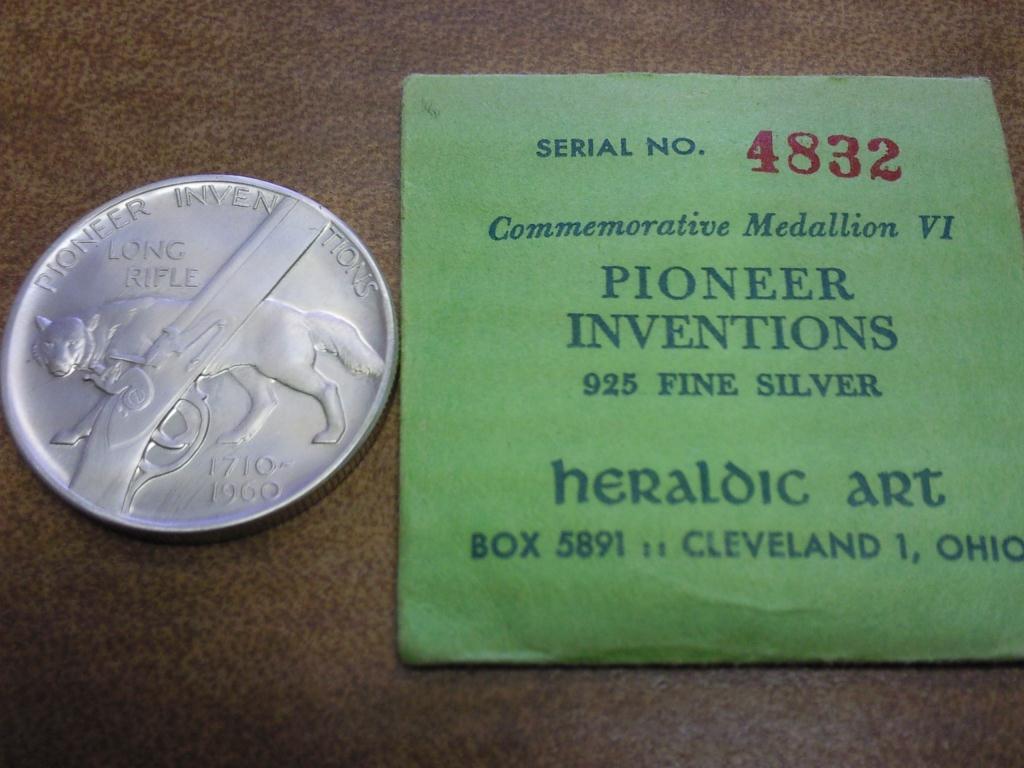 PIONEER INVENTIONS
LONG
RIFLE
1710-
1960
SERIAL NO. 4832
Commemorative Medallion VI
PIONEER
INVENTIONS
925 FINE SILVER
heraldic art
BOX 5891 :: CLEVELAND 1, OHIO